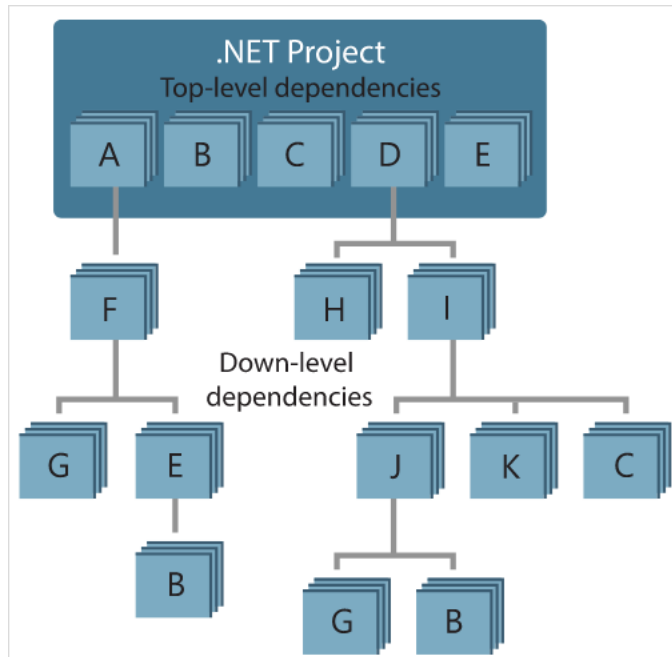 .NET Project
Top-level dependencies
A B C D E
F H I
Down-level
dependencies
G E J K C
B G B